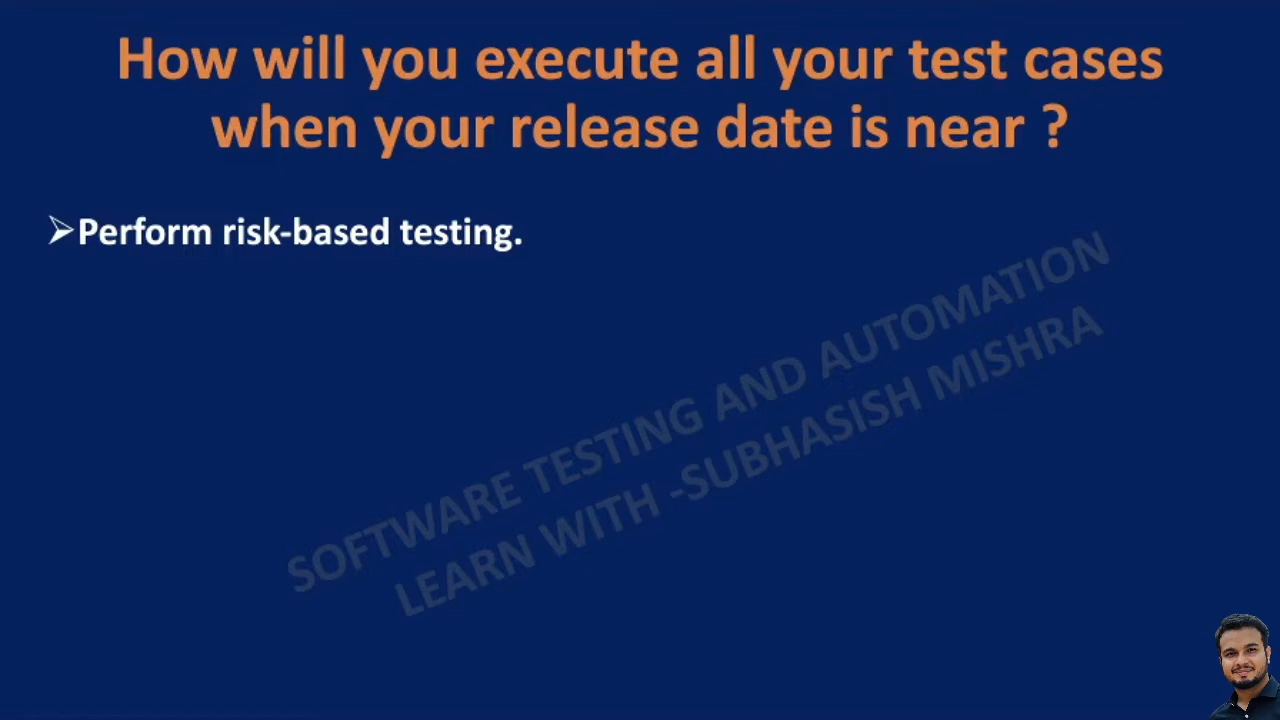 How will you execute all your test cases
when your release date is near ?
➢Perform risk-based testing.
SOFTWARE TESTING AND AUTOMATION
LEARN WITH -SUBHASISH MISHRA